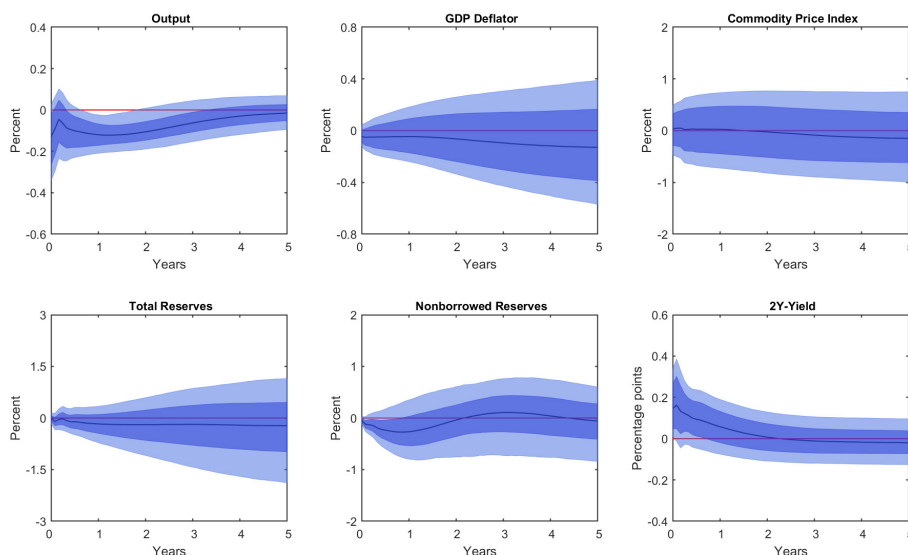 Output
GDP Deflator
Commodity Price Index
Percent
0.4
0.2
0
-0.2
-0.4
-0.6
0 1 2 3 4 5
Years
Percent
0.8
0.4
0
-0.4
-0.8
0 1 2 3 4 5
Years
Percent
2
1
0
-1
-2
0 1 2 3 4 5
Years
Total Reserves
Nonborrowed Reserves
2Y-Yield
Percent
3
1.5
0
-1.5
-3
0 1 2 3 4 5
Years
Percent
2
1
0
-1
-2
0 1 2 3 4 5
Years
Percentage points
0.6
0.4
0.2
0
-0.2
-0.4
0 1 2 3 4
Years